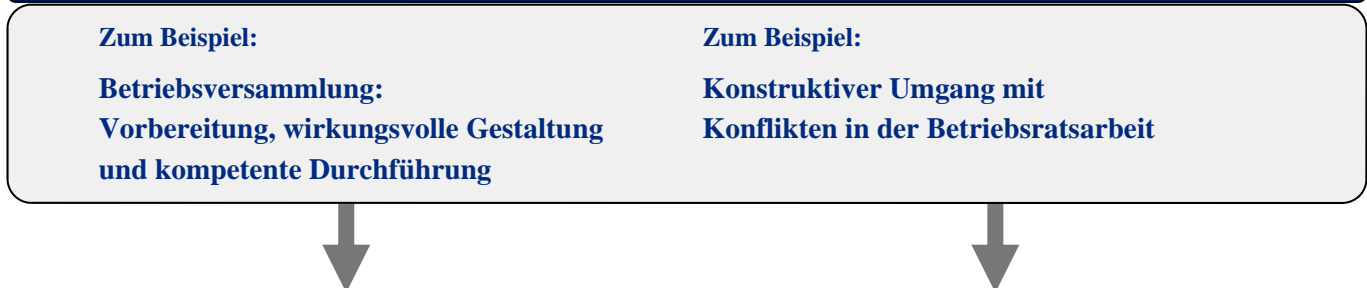 Zum Beispiel:
Betriebsversammlung:
Vorbereitung, wirkungsvolle Gestaltung
und kompetente Durchführung
Zum Beispiel:
Konstruktiver Umgang mit
Konflikten in der Betriebsratsarbeit